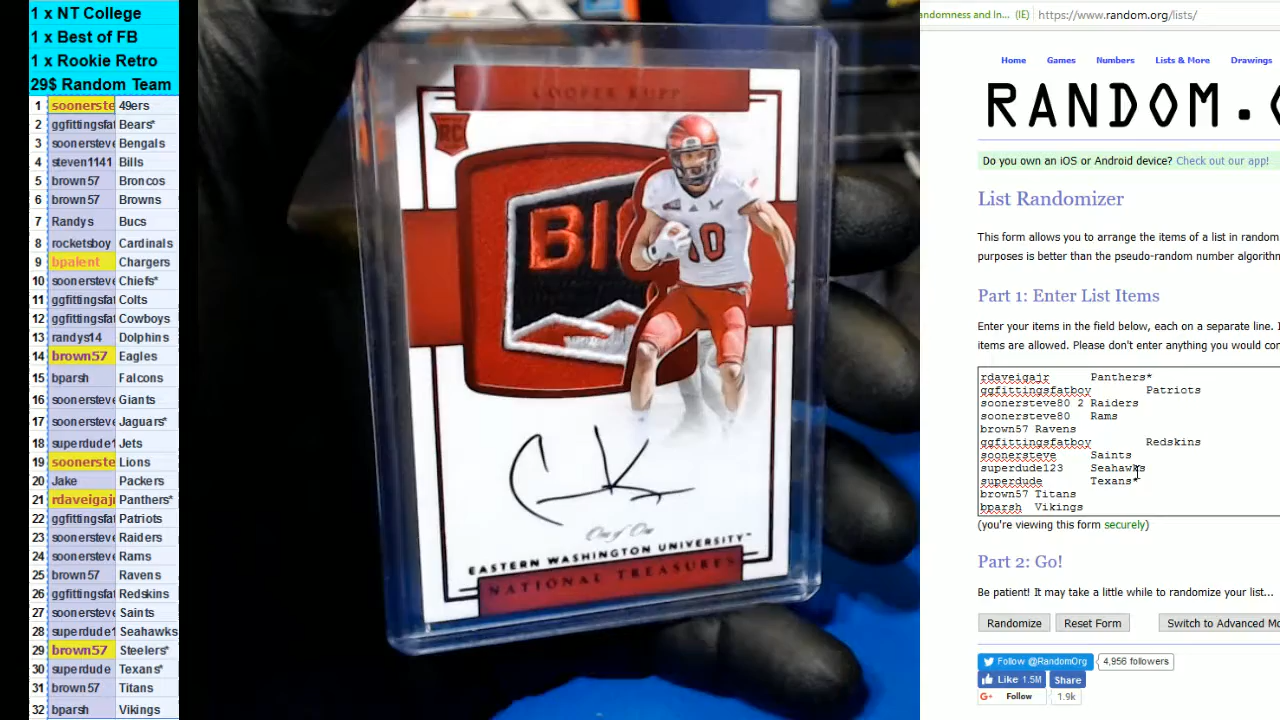 1 x NT College
1 x Best of FB
1 x Rookie Retro
29$ Random Team
1 soonerste 49ers
2 ggfittingsfat Bears*
3 soonersteve Bengals
4 steven1141 Bills
5 brown57 Broncos
6 brown57 Browns
7 Randys Bucs
8 rocketsboy Cardinals
9 bpalent Chargers
10 soonersteve Chiefs*
11 ggfittingsfat Colts
12 ggfittingsfat Cowboys
13 randys14 Dolphins
14 brown57 Eagles
15 bparsh Falcons
16 soonersteve Giants
17 soonersteve Jaguars*
18 superdude1 Jets
19 soonerste Lions
20 Jake Packers
21 rdaveigaj Panthers*
22 ggfittingsfat Patriots
23 soonersteve Raiders
24 soonersteve Rams
25 brown57 Ravens
26 ggfittingsfat Redskins
27 soonersteve Saints
28 superdude1 Seahawks
29 brown57 Steelers*
30 superdude Texans*
31 brown57 Titans
32 bparsh Vikings
COOPER KUPP
RC
BI
10
One of One
EASTERN WASHINGTON UNIVERSITY
NATIONAL TREASURES
andomness and In... (IE) https://www.random.org/lists/
Home Games Numbers Lists & More Drawings
RANDOM.O
Do you own an iOS or Android device? Check out our app!
List Randomizer
This form allows you to arrange the items of a list in random
purposes is better than the pseudo-random number algorithm
Part 1: Enter List Items
Enter your items in the field below, each on a separate line.
items are allowed. Please don't enter anything you would con
rdaveigajr Panthers*
ggfittingsfatboy Patriots
soonersteve80 2 Raiders
soonersteve80 Rams
brown57 Ravens
ggfittingsfatboy Redskins
soonersteve Saints
superdude123 Seahawks
superdude Texans*
brown57 Titans
bparsh Vikings
(you're viewing this form securely)
Part 2: Go!
Be patient! It may take a little while to randomize your list...
Randomize Reset Form Switch to Advanced Mo
Follow @RandomOrg 4,956 followers
Like 1.5M Share
G+ Follow 1.9k